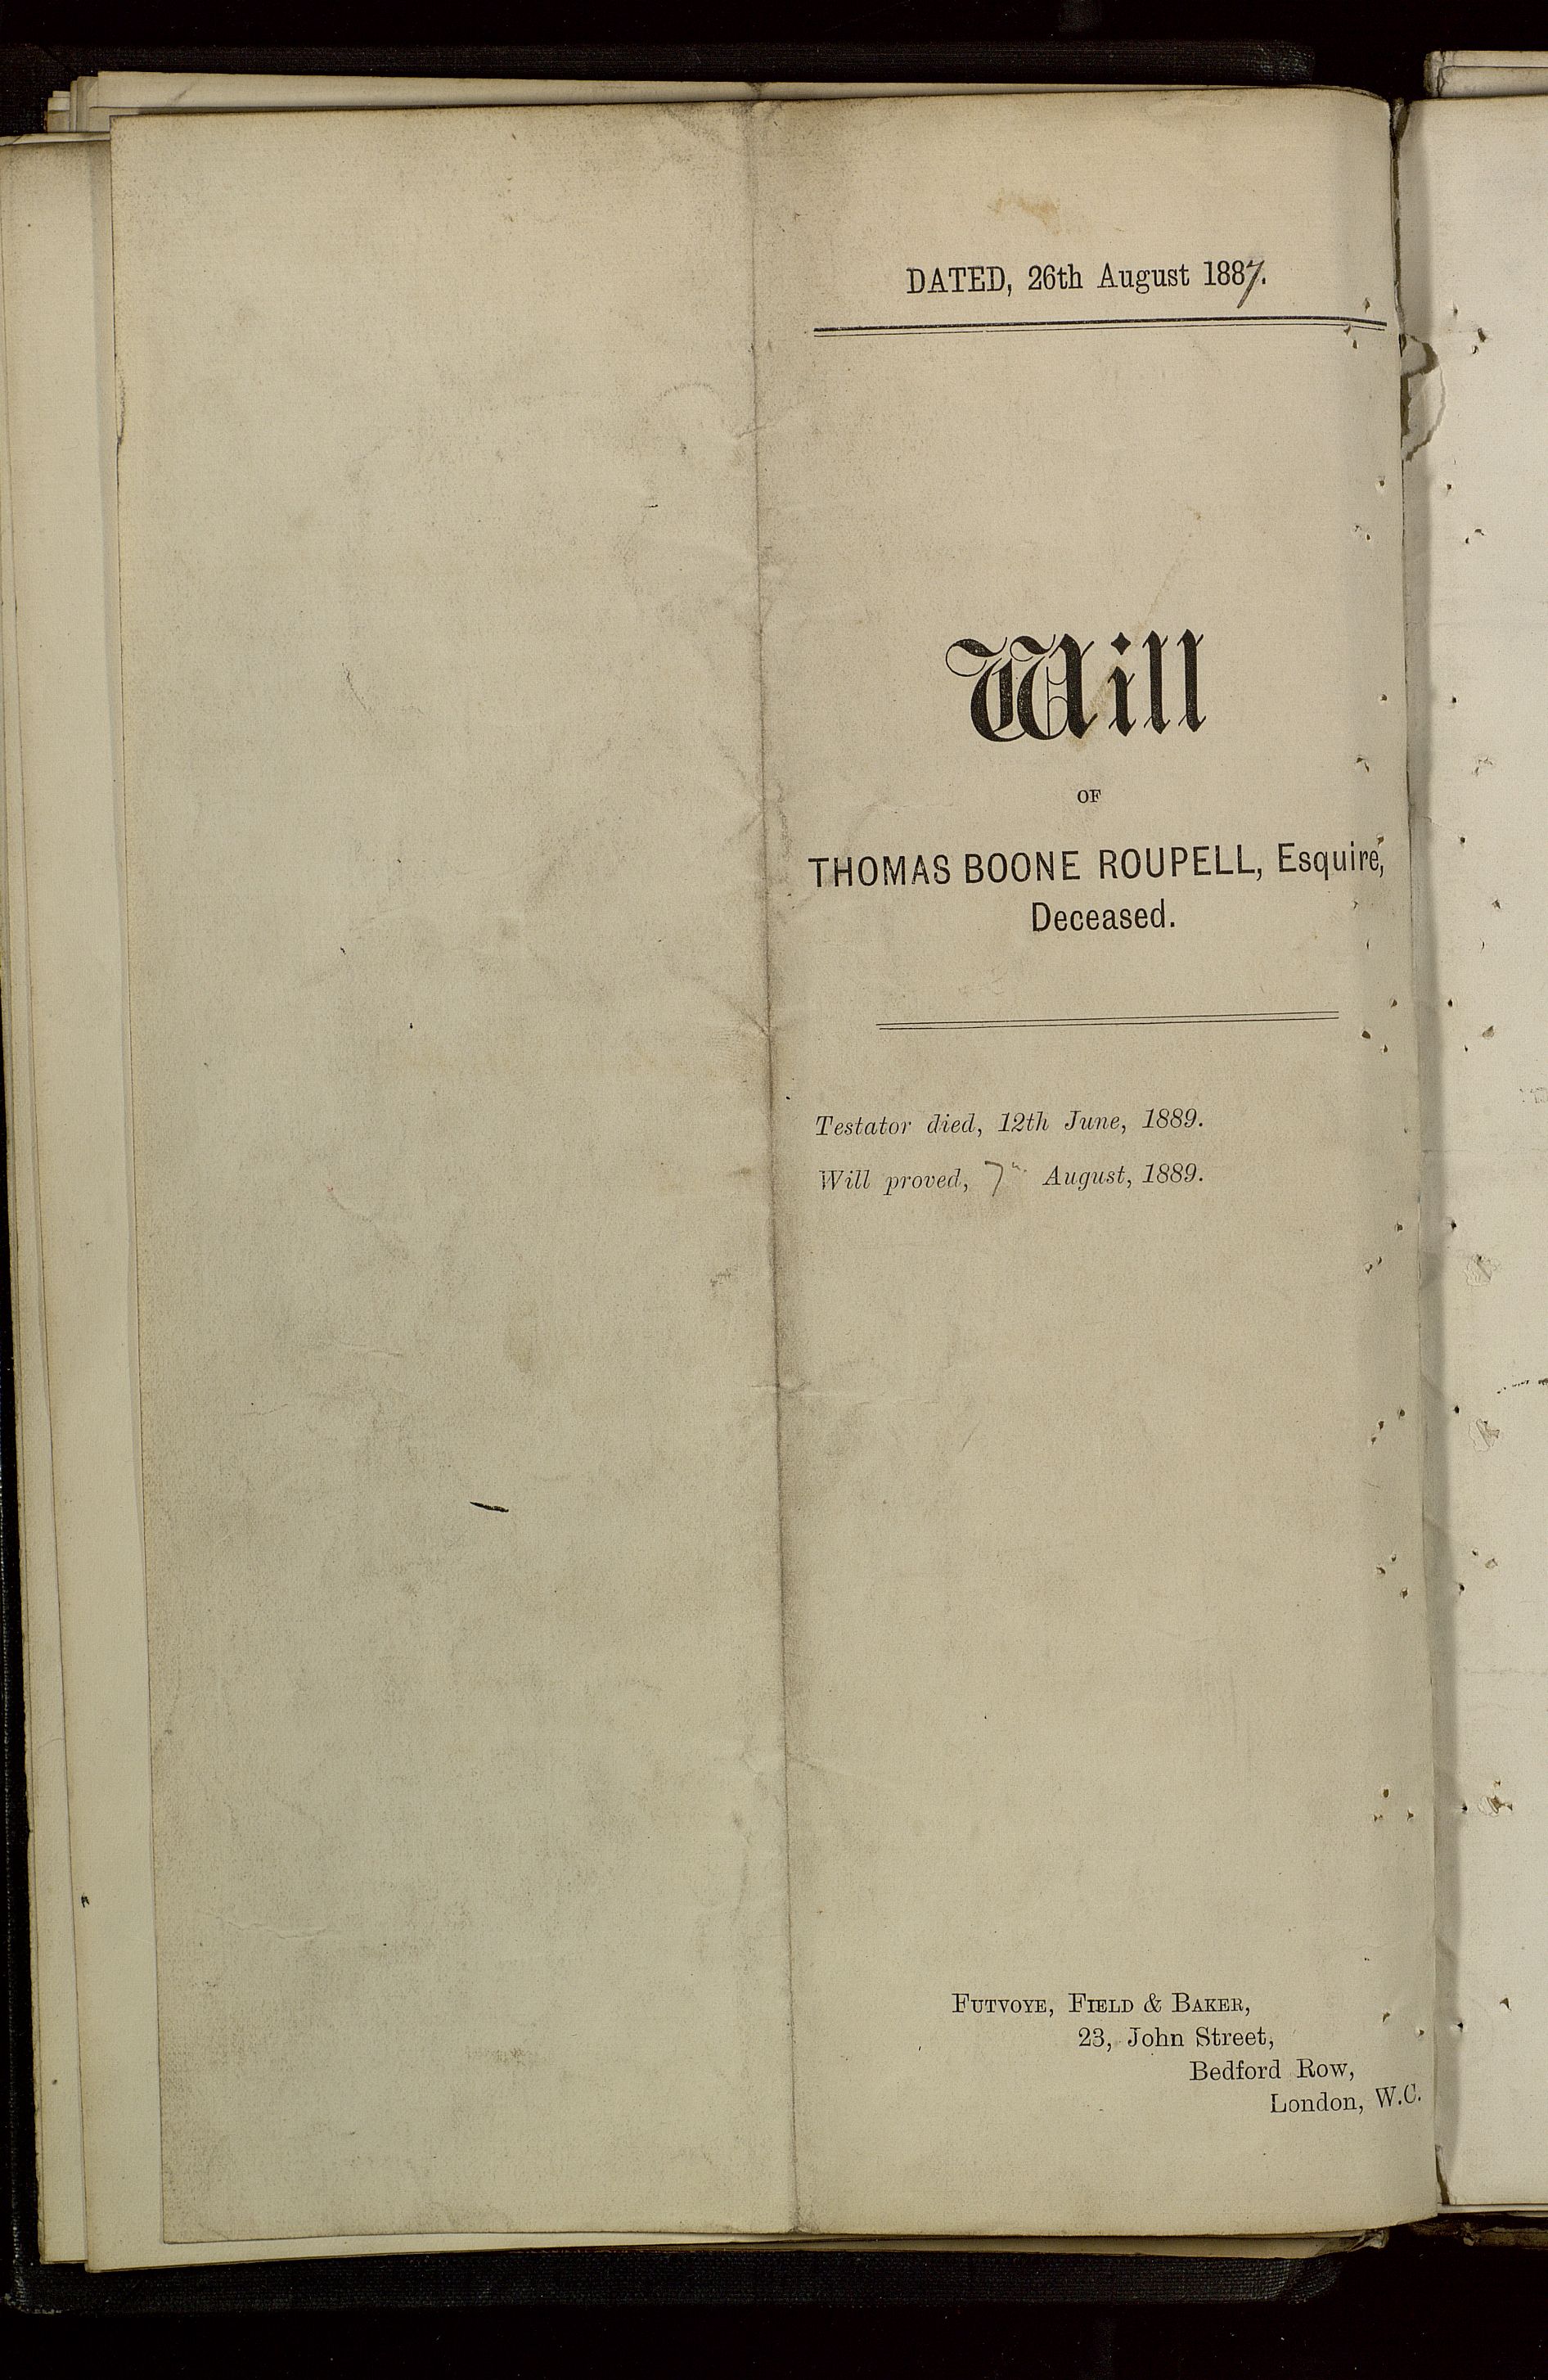 DATED, 26th August 1887.
Will
OF
THOMAS BOONE ROUPELL, Esquire,
Deceased.
Testator died, 12th June, 1889.
Will proved, 7th August, 1889.
FUTVOYE, FIELD & BAKER,
23, John Street,
Bedford Row,
London, W.C.